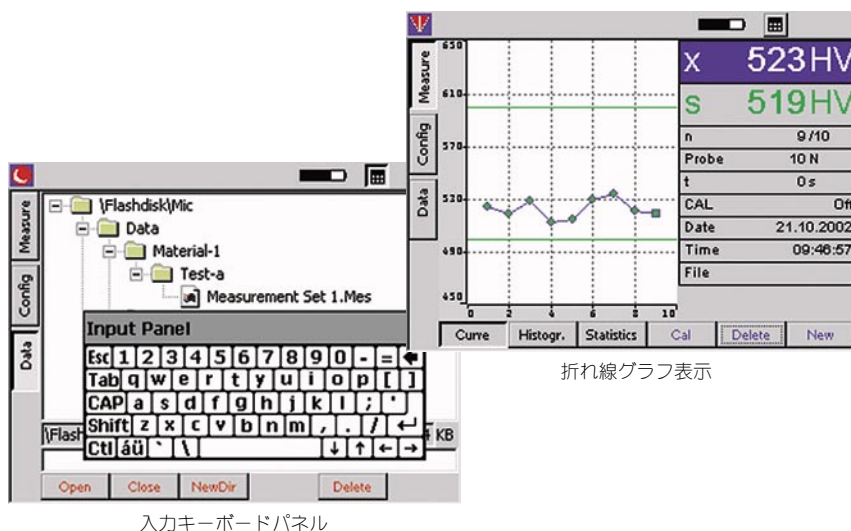 650
610
570
530
490
450
0 2 4 6 8 10
Measure
Config
Data
x 523HV
s 519HV
n 9/10
Probe 10 N
t 0 s
CAL Off
Date 21.10.2002
Time 09:46:57
File
Curve Histogr. Statistics Cal Delete New
折れ線グラフ表示
Measure
Config
Data
\Flashdisk\Mic
Data
Material-1
Test-a
Measurement Set 1.Mes
Input Panel
Esc 1 2 3 4 5 6 7 8 9 0 - =
Tab q w e r t y u i o p [ ]
CAP a s d f g h j k l ; '
Shift z x c v b n m , . /
Ctl áü ` \
\Flash
KB
Open Close NewDir Delete
入力キーボードパネル